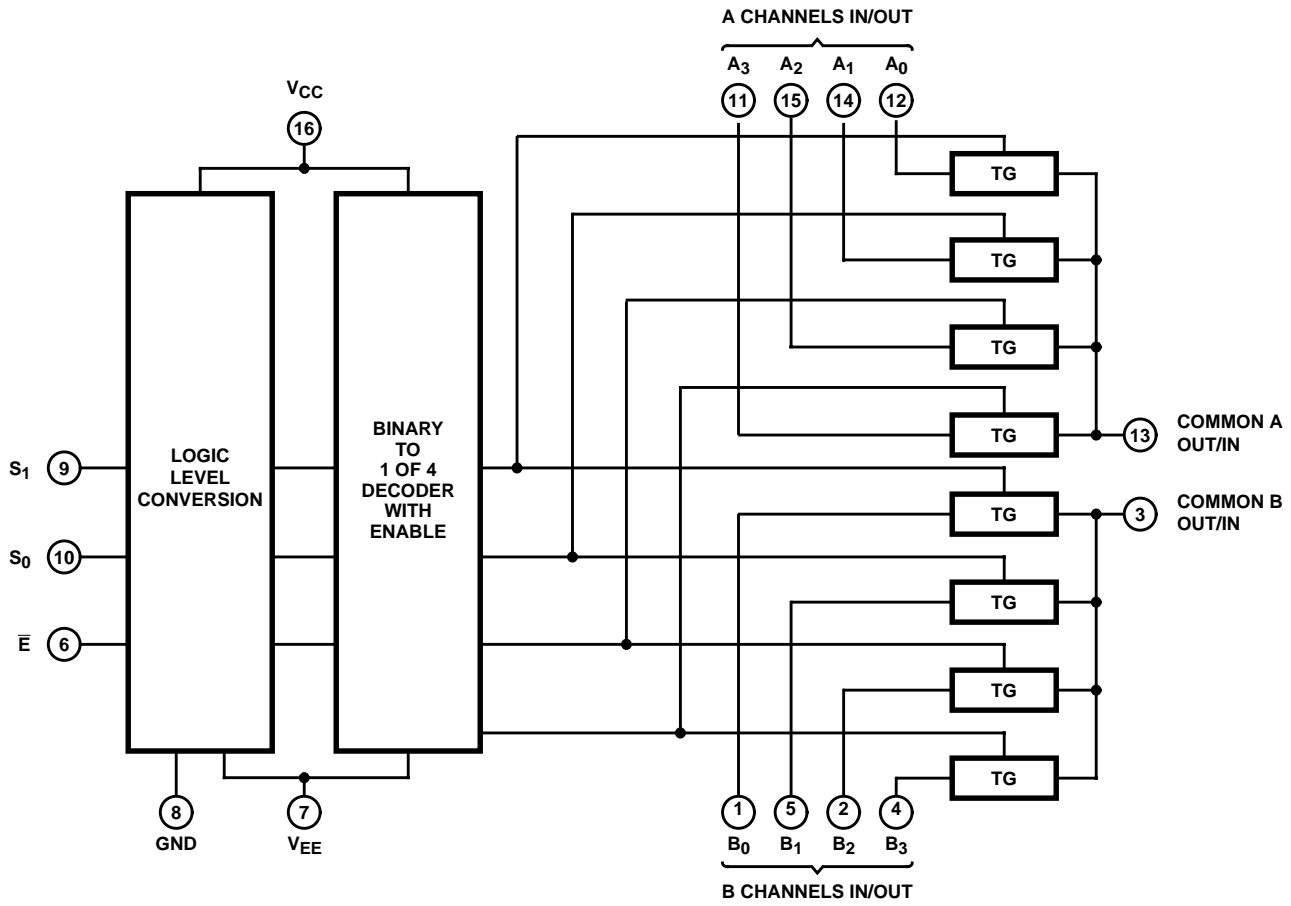 A CHANNELS IN/OUT
A3 A2 A1 A0
11 15 14 12
VCC
16
TG
TG
TG
TG
13 COMMON A
OUT/IN
LOGIC
LEVEL
CONVERSION
BINARY
TO
1 OF 4
DECODER
WITH
ENABLE
S1 9
S0 10
E̅ 6
TG
3 COMMON B
OUT/IN
TG
TG
TG
8
GND
7
VEE
1 5 2 4
B0 B1 B2 B3
B CHANNELS IN/OUT